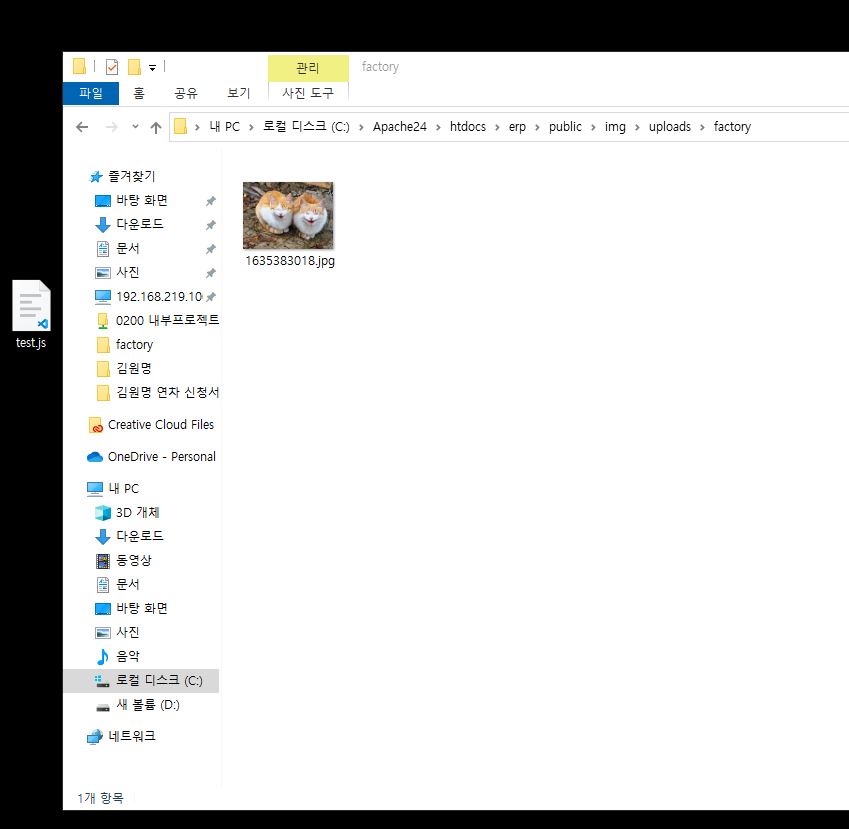 관리
factory
파일
홈
공유
보기
사진 도구
내 PC > 로컬 디스크 (C:) > Apache24 > htdocs > erp > public > img > uploads > factory
즐겨찾기
바탕 화면
다운로드
문서
사진
192.168.219.10
0200 내부프로젝트
factory
김원명
김원명 연차 신청서
Creative Cloud Files
OneDrive - Personal
내 PC
3D 개체
다운로드
동영상
문서
바탕 화면
사진
음악
로컬 디스크 (C:)
새 볼륨 (D:)
네트워크
1635383018.jpg
test.js
1개 항목